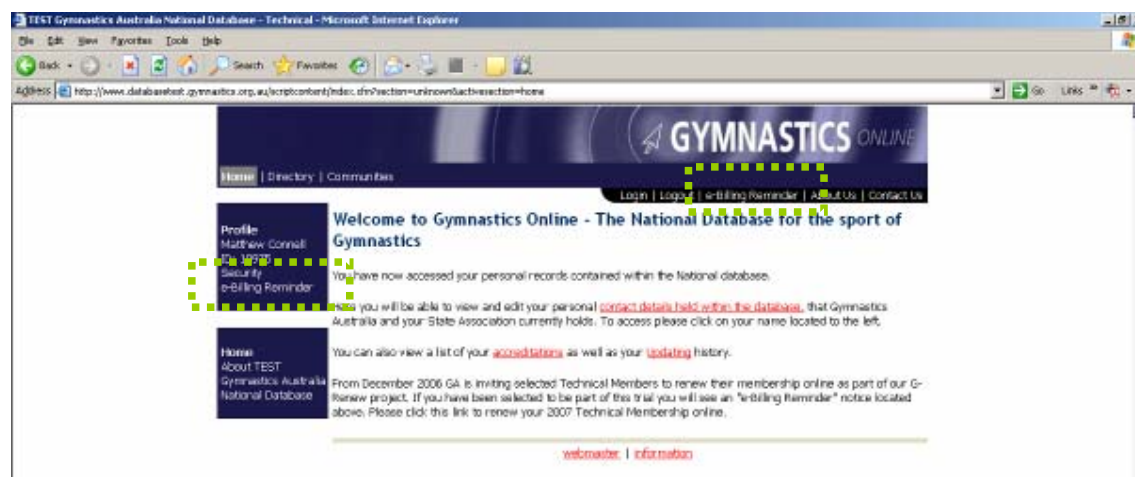 TEST Gymnastics Australia National Database - Technical - Microsoft Internet Explorer
File Edit View Favorites Tools Help
Back Search Favorites
Address http://www.databasetest.gymnastics.org.au/scriptcontent/index.cfm?section=unknown&activesection=home Go Links
GYMNASTICS ONLINE
Home | Directory | Communities
Login | Logout | e-Billing Reminder | About Us | Contact Us
Profile
Matthew Connell
Security
e-Billing Reminder
Home
About TEST
Gymnastics Australia
National Database
Welcome to Gymnastics Online - The National Database for the sport of
Gymnastics
You have now accessed your personal records contained within the National database.
Here you will be able to view and edit your personal contact details held within the database, that Gymnastics
Australia and your State Association currently holds. To access please click on your name located to the left.
You can also view a list of your accreditations as well as your Updating history.
From December 2006 GA is inviting selected Technical Members to renew their membership online as part of our G-
Renew project. If you have been selected to be part of this trial you will see an "e-Billing Reminder" notice located
above. Please click this link to renew your 2007 Technical Membership online.
webmaster | information